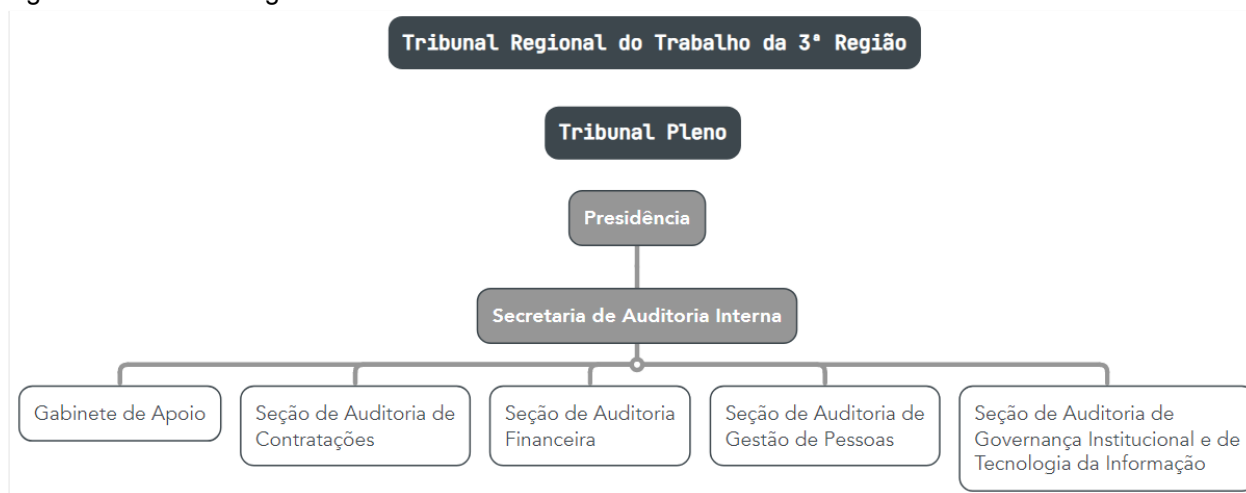 Tribunal Regional do Trabalho da 3ª Região
Tribunal Pleno
Presidência
Secretaria de Auditoria Interna
Gabinete de Apoio
Seção de Auditoria de
Contratações
Seção de Auditoria
Financeira
Seção de Auditoria de
Gestão de Pessoas
Seção de Auditoria de
Governança Institucional e de
Tecnologia da Informação